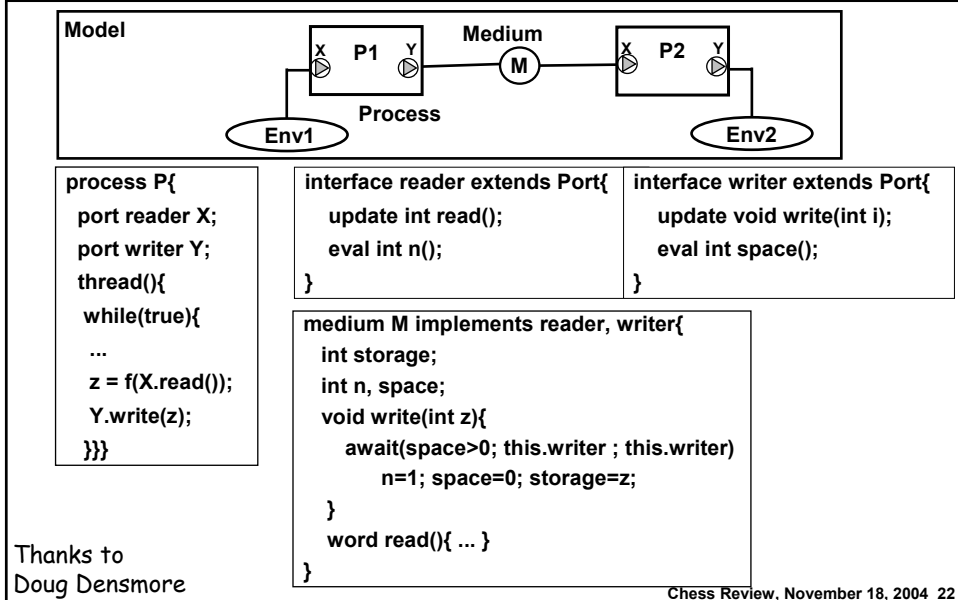 Model
Medium
X P1 Y
M
X P2 Y
Process
Env1
Env2
process P{
port reader X;
port writer Y;
thread(){
while(true){
...
z = f(X.read());
Y.write(z);
}}}
interface reader extends Port{
update int read();
eval int n();
}
interface writer extends Port{
update void write(int i);
eval int space();
}
medium M implements reader, writer{
int storage;
int n, space;
void write(int z){
await(space>0; this.writer ; this.writer)
n=1; space=0; storage=z;
}
word read(){ ... }
}
Thanks to
Doug Densmore
Chess Review, November 18, 2004 22